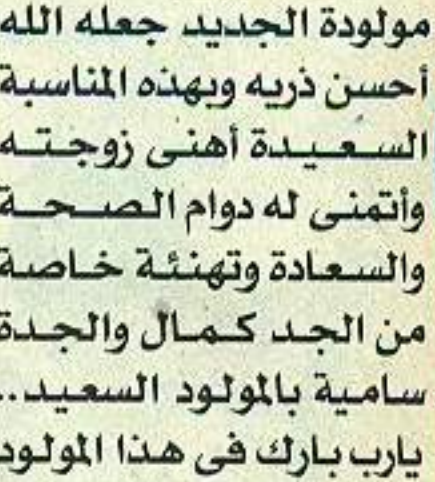 مولودة الجديد جعله الله
أحسن ذريه وبهذه المناسبة
السعيدة أهنى زوجته
وأتمنى له دوام الصحة
والسعادة وتهنئة خاصة
من الجد كمال والجدة
سامية بالمولود السعيد..
يارب بارك فى هذا المولود